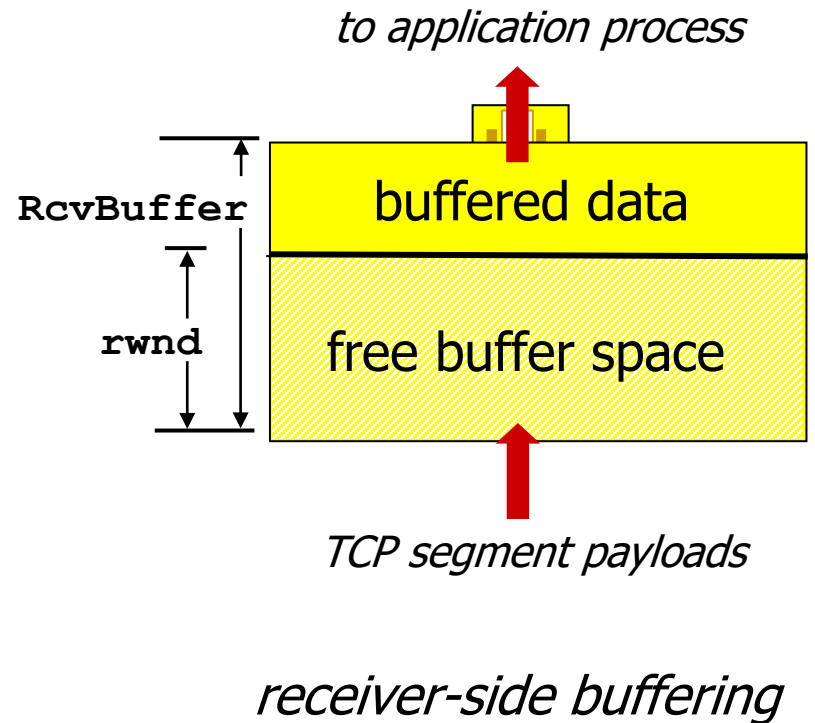 to application process
RcvBuffer
buffered data
rwnd
free buffer space
TCP segment payloads
receiver-side buffering